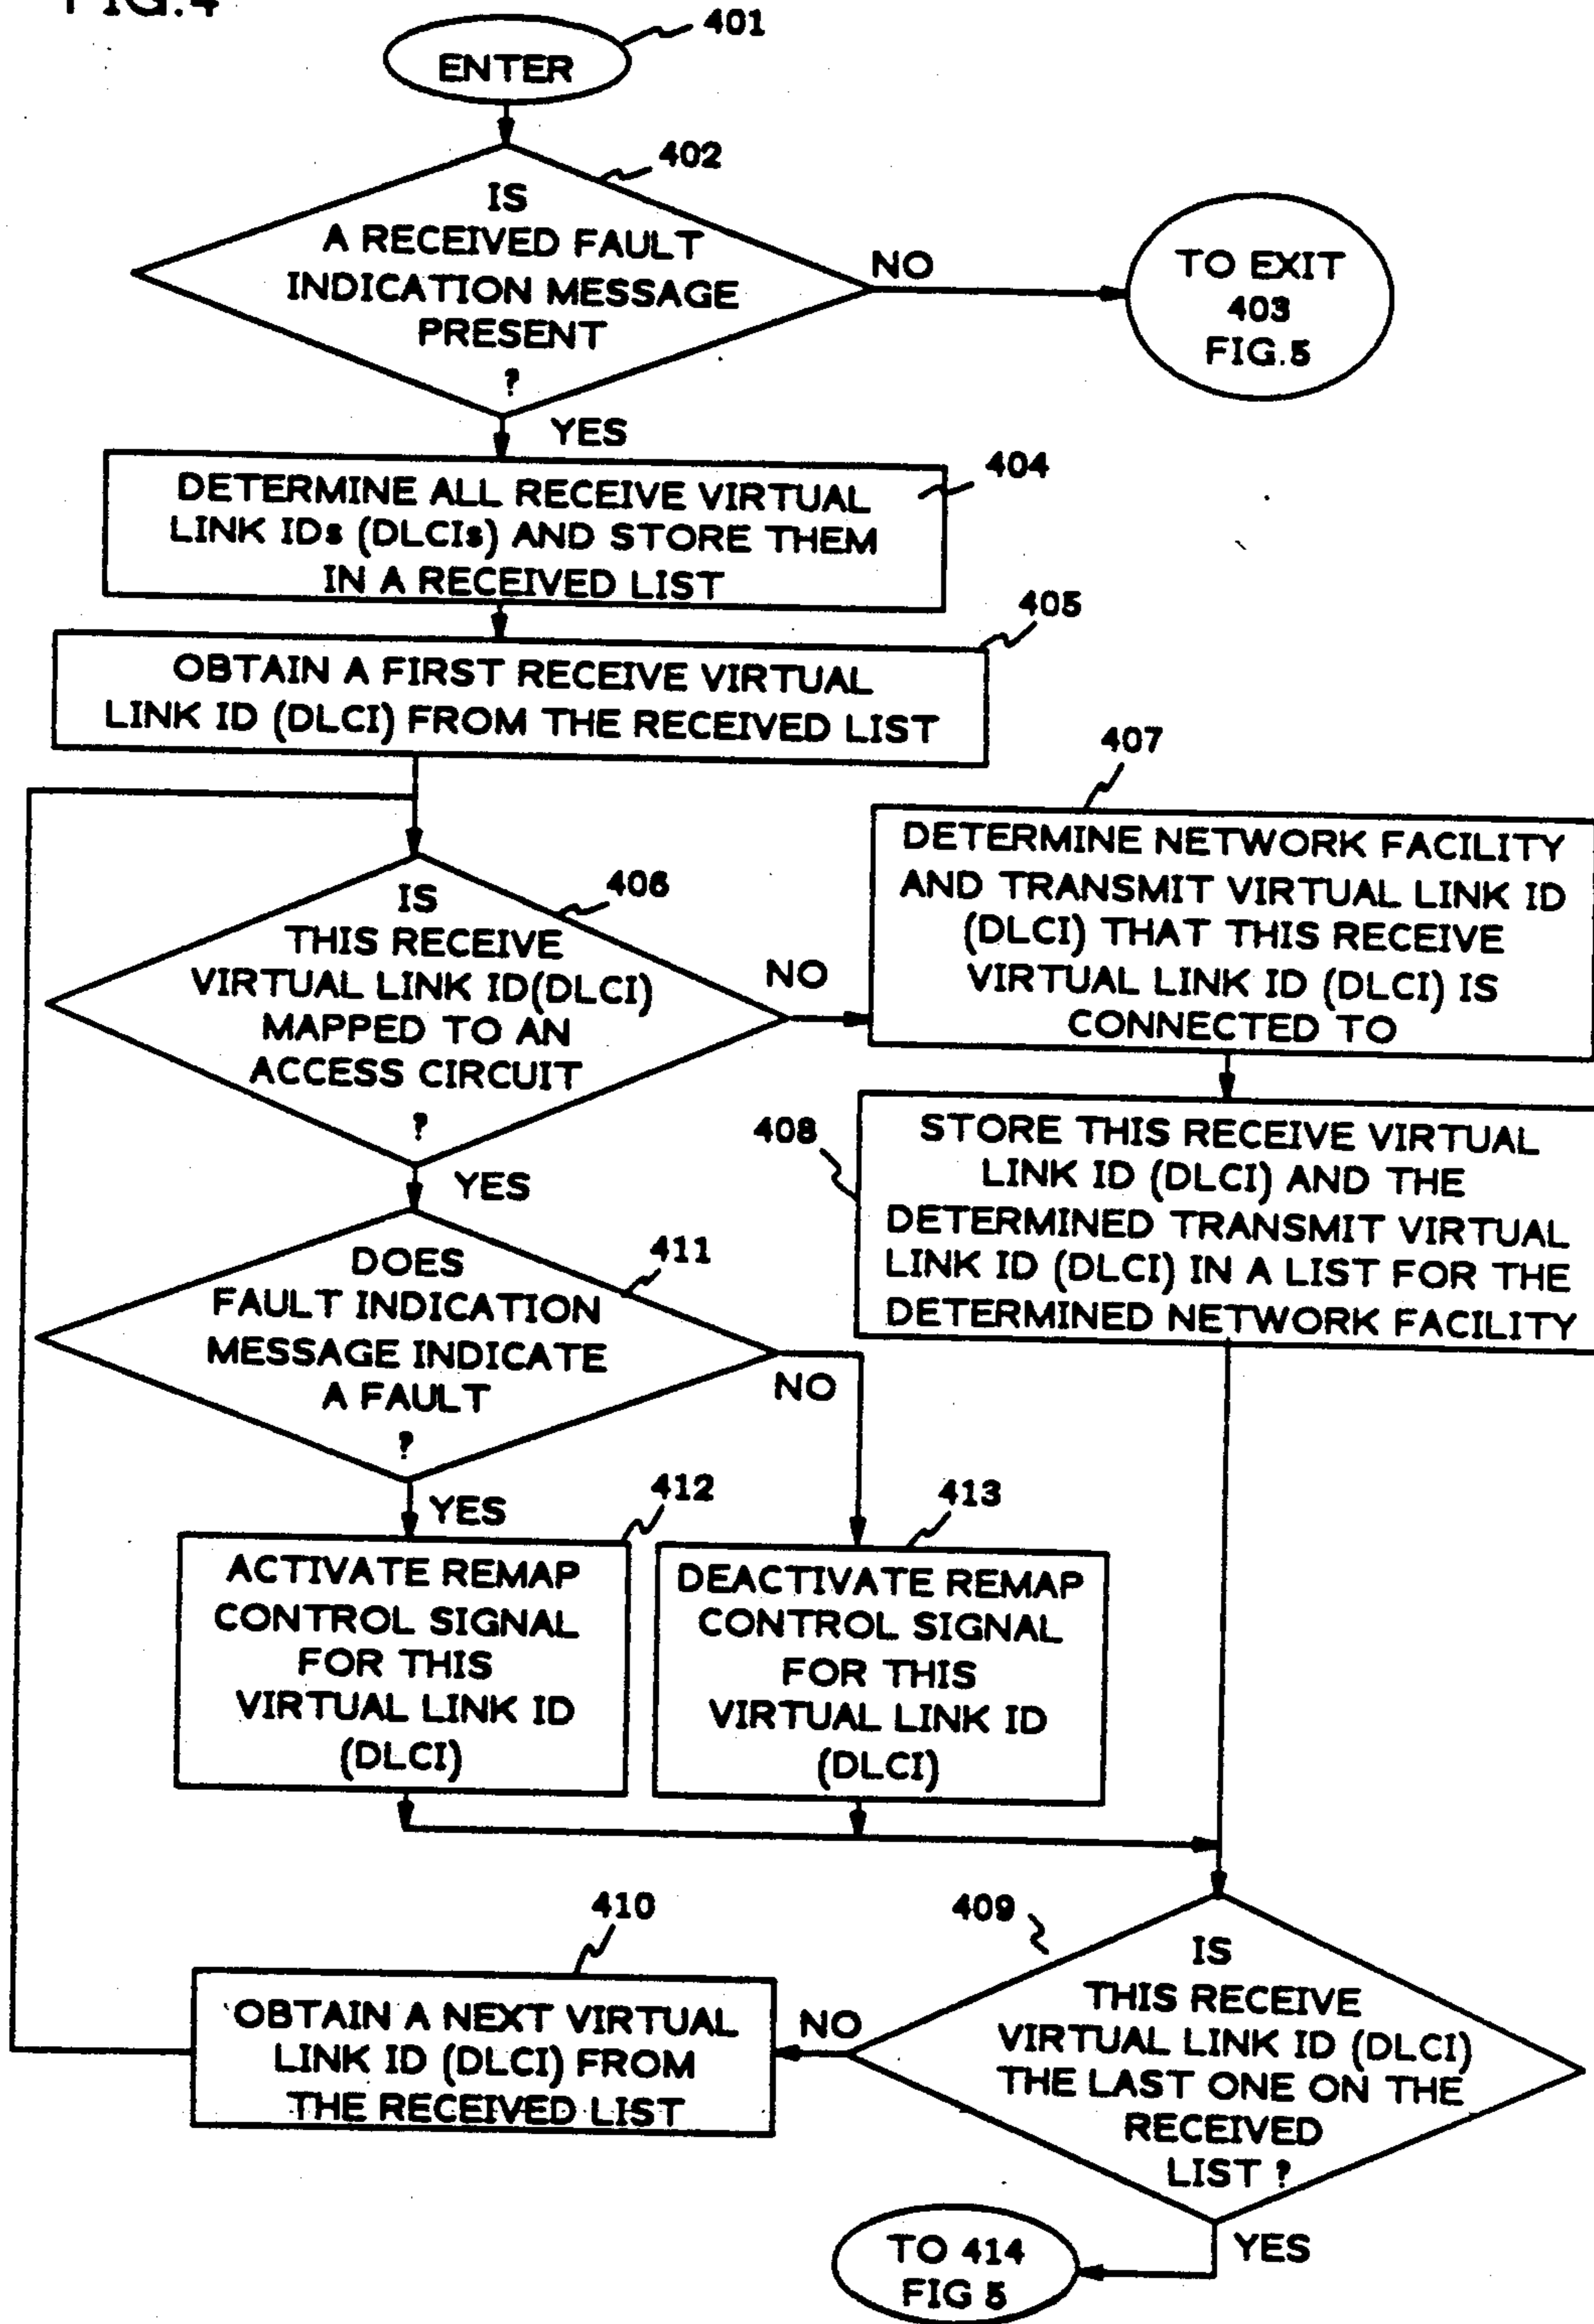 FIG.4
401
ENTER
402
IS
A RECEIVED FAULT
INDICATION MESSAGE
PRESENT
?
NO
TO EXIT
403
FIG.5
YES
404
DETERMINE ALL RECEIVE VIRTUAL
LINK IDs (DLCIs) AND STORE THEM
IN A RECEIVED LIST
405
OBTAIN A FIRST RECEIVE VIRTUAL
LINK ID (DLCI) FROM THE RECEIVED LIST
406
IS
THIS RECEIVE
VIRTUAL LINK ID(DLCI)
MAPPED TO AN
ACCESS CIRCUIT
?
NO
407
DETERMINE NETWORK FACILITY
AND TRANSMIT VIRTUAL LINK ID
(DLCI) THAT THIS RECEIVE
VIRTUAL LINK ID (DLCI) IS
CONNECTED TO
408
STORE THIS RECEIVE VIRTUAL
LINK ID (DLCI) AND THE
DETERMINED TRANSMIT VIRTUAL
LINK ID (DLCI) IN A LIST FOR THE
DETERMINED NETWORK FACILITY
YES
411
DOES
FAULT INDICATION
MESSAGE INDICATE
A FAULT
?
NO
YES
412
ACTIVATE REMAP
CONTROL SIGNAL
FOR THIS
VIRTUAL LINK ID
(DLCI)
413
DEACTIVATE REMAP
CONTROL SIGNAL
FOR THIS
VIRTUAL LINK ID
(DLCI)
409
IS
THIS RECEIVE
VIRTUAL LINK ID (DLCI)
THE LAST ONE ON THE
RECEIVED
LIST ?
NO
410
OBTAIN A NEXT VIRTUAL
LINK ID (DLCI) FROM
THE RECEIVED LIST
YES
TO 414
FIG 5